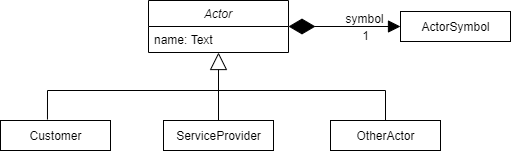 Actor
name: Text
symbol
1
ActorSymbol
Customer
ServiceProvider
OtherActor